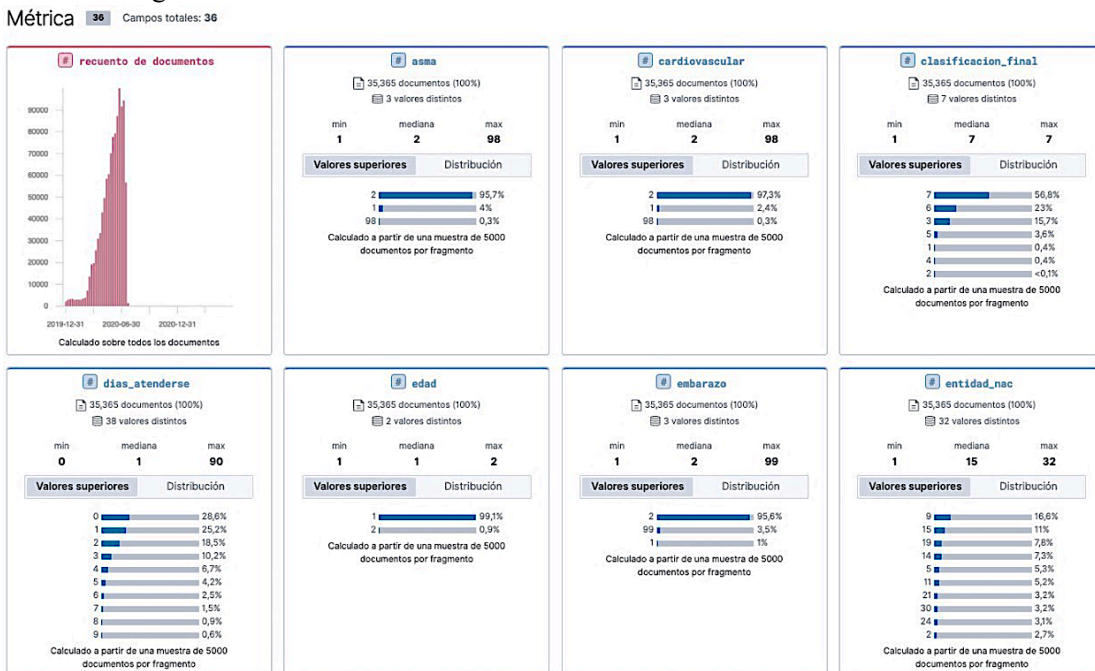 Métrica 36 Campos totales: 36
# recuento de documentos
90000
80000
70000
60000
50000
40000
30000
20000
10000
0
2019-12-31 2020-06-30 2020-12-31
Calculado sobre todos los documentos
# asma
35,365 documentos (100%)
3 valores distintos
min mediana max
1 2 98
Valores superiores Distribución
2 95,7%
1 4%
98 0,3%
Calculado a partir de una muestra de 5000
documentos por fragmento
# cardiovascular
35,365 documentos (100%)
3 valores distintos
min mediana max
1 2 98
Valores superiores Distribución
2 97,3%
1 2,4%
98 0,3%
Calculado a partir de una muestra de 5000
documentos por fragmento
# clasificacion_final
35,365 documentos (100%)
7 valores distintos
min mediana max
1 7 7
Valores superiores Distribución
7 56,8%
6 23%
3 15,7%
5 3,6%
1 0,4%
4 0,4%
2 <0,1%
Calculado a partir de una muestra de 5000
documentos por fragmento
# dias_atenderse
35,365 documentos (100%)
38 valores distintos
min mediana max
0 1 90
Valores superiores Distribución
0 28,6%
1 25,2%
2 18,5%
3 10,2%
4 6,7%
5 4,2%
6 2,5%
7 1,5%
8 0,9%
9 0,6%
Calculado a partir de una muestra de 5000
documentos por fragmento
# edad
35,365 documentos (100%)
2 valores distintos
min mediana max
1 1 2
Valores superiores Distribución
1 99,1%
2 0,9%
Calculado a partir de una muestra de 5000
documentos por fragmento
# embarazo
35,365 documentos (100%)
3 valores distintos
min mediana max
1 2 99
Valores superiores Distribución
2 95,6%
99 3,5%
1 1%
Calculado a partir de una muestra de 5000
documentos por fragmento
# entidad_nac
35,365 documentos (100%)
32 valores distintos
min mediana max
1 15 32
Valores superiores Distribución
9 16,6%
15 11%
19 7,8%
14 7,3%
5 5,3%
11 5,2%
21 3,2%
30 3,2%
24 3,1%
2 2,7%
Calculado a partir de una muestra de 5000
documentos por fragmento